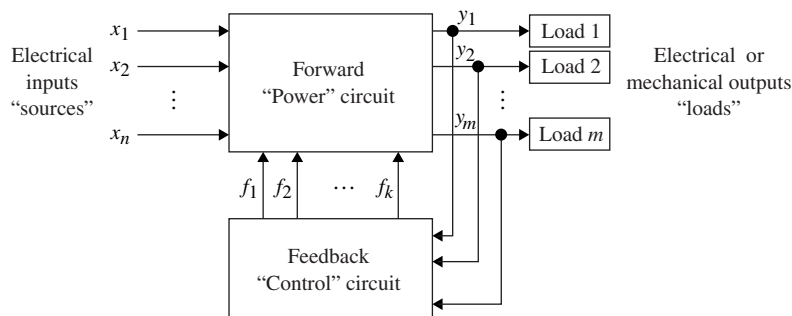 Electrical
inputs
“sources”
x1
x2
⋮
xn
Forward
“Power” circuit
y1
y2
⋮
ym
Load 1
Load 2
Load m
Electrical or
mechanical outputs
“loads”
f1 f2 ... fk
Feedback
“Control” circuit